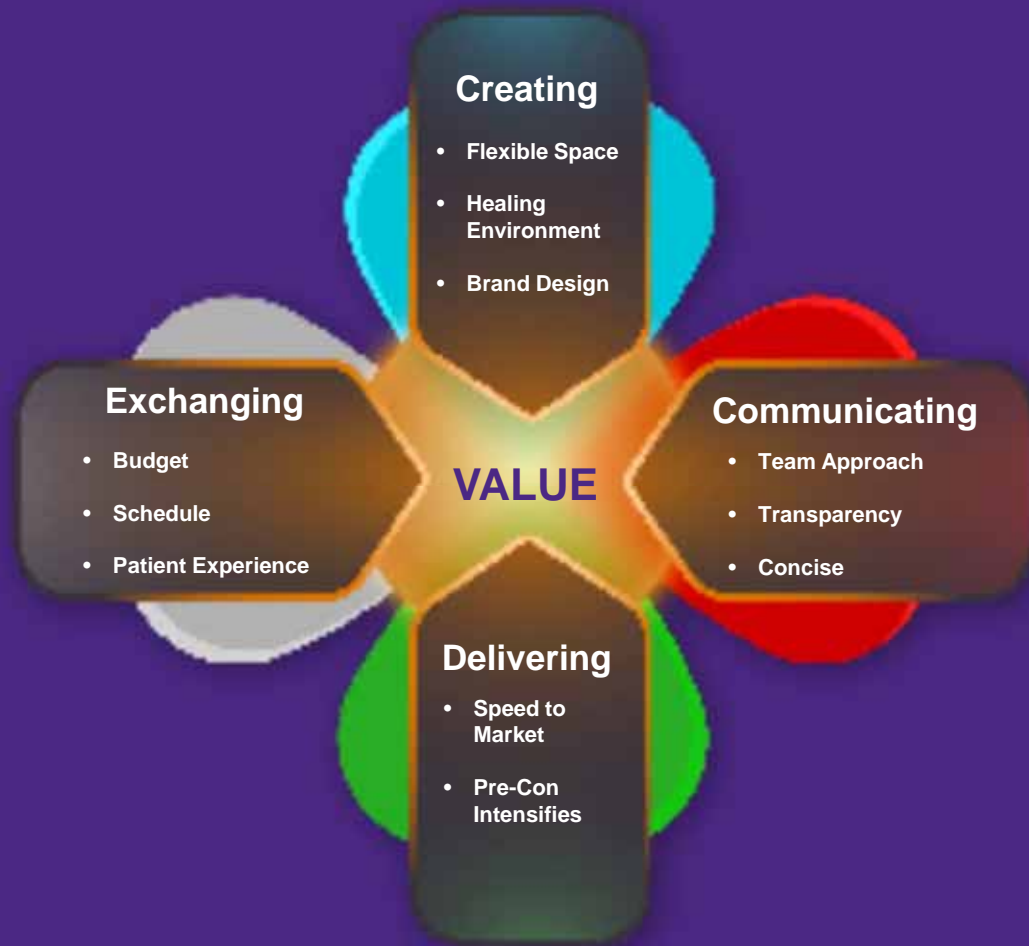 Creating
• Flexible Space
• Healing
Environment
• Brand Design
Exchanging
• Budget
• Schedule
• Patient Experience
VALUE
Communicating
• Team Approach
• Transparency
• Concise
Delivering
• Speed to
Market
• Pre-Con
Intensifies